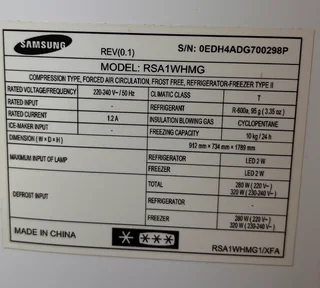 SAMSUNG
REV(0.1)
S/N: 0EDH4ADG700298P
MODEL: RSA1WHMG
COMPRESSION TYPE, FORCED AIR CIRCULATION, FROST FREE, REFRIGERATOR-FREEZER TYPE II
RATED VOLTAGE/FREQUENCY 220-240 V~/ 50 Hz CLIMATIC CLASS T
RATED INPUT - REFRIGERANT R-600a, 95 g (3.35 oz.)
RATED CURRENT 1.2 A INSULATION BLOWING GAS CYCLOPENTANE
ICE-MAKER INPUT - FREEZING CAPACITY 10 kg / 24 h
DIMENSION ( W × D × H ) 912 mm × 734 mm × 1789 mm
MAXIMUM INPUT OF LAMP REFRIGERATOR LED 2 W
FREEZER LED 2 W
DEFROST INPUT TOTAL 280 W ( 220 V~ )
320 W ( 230-240 V~ )
REFRIGERATOR -
FREEZER 280 W ( 220 V~ )
320 W ( 230-240 V~ )
MADE IN CHINA
RSA1WHMG1/XFA